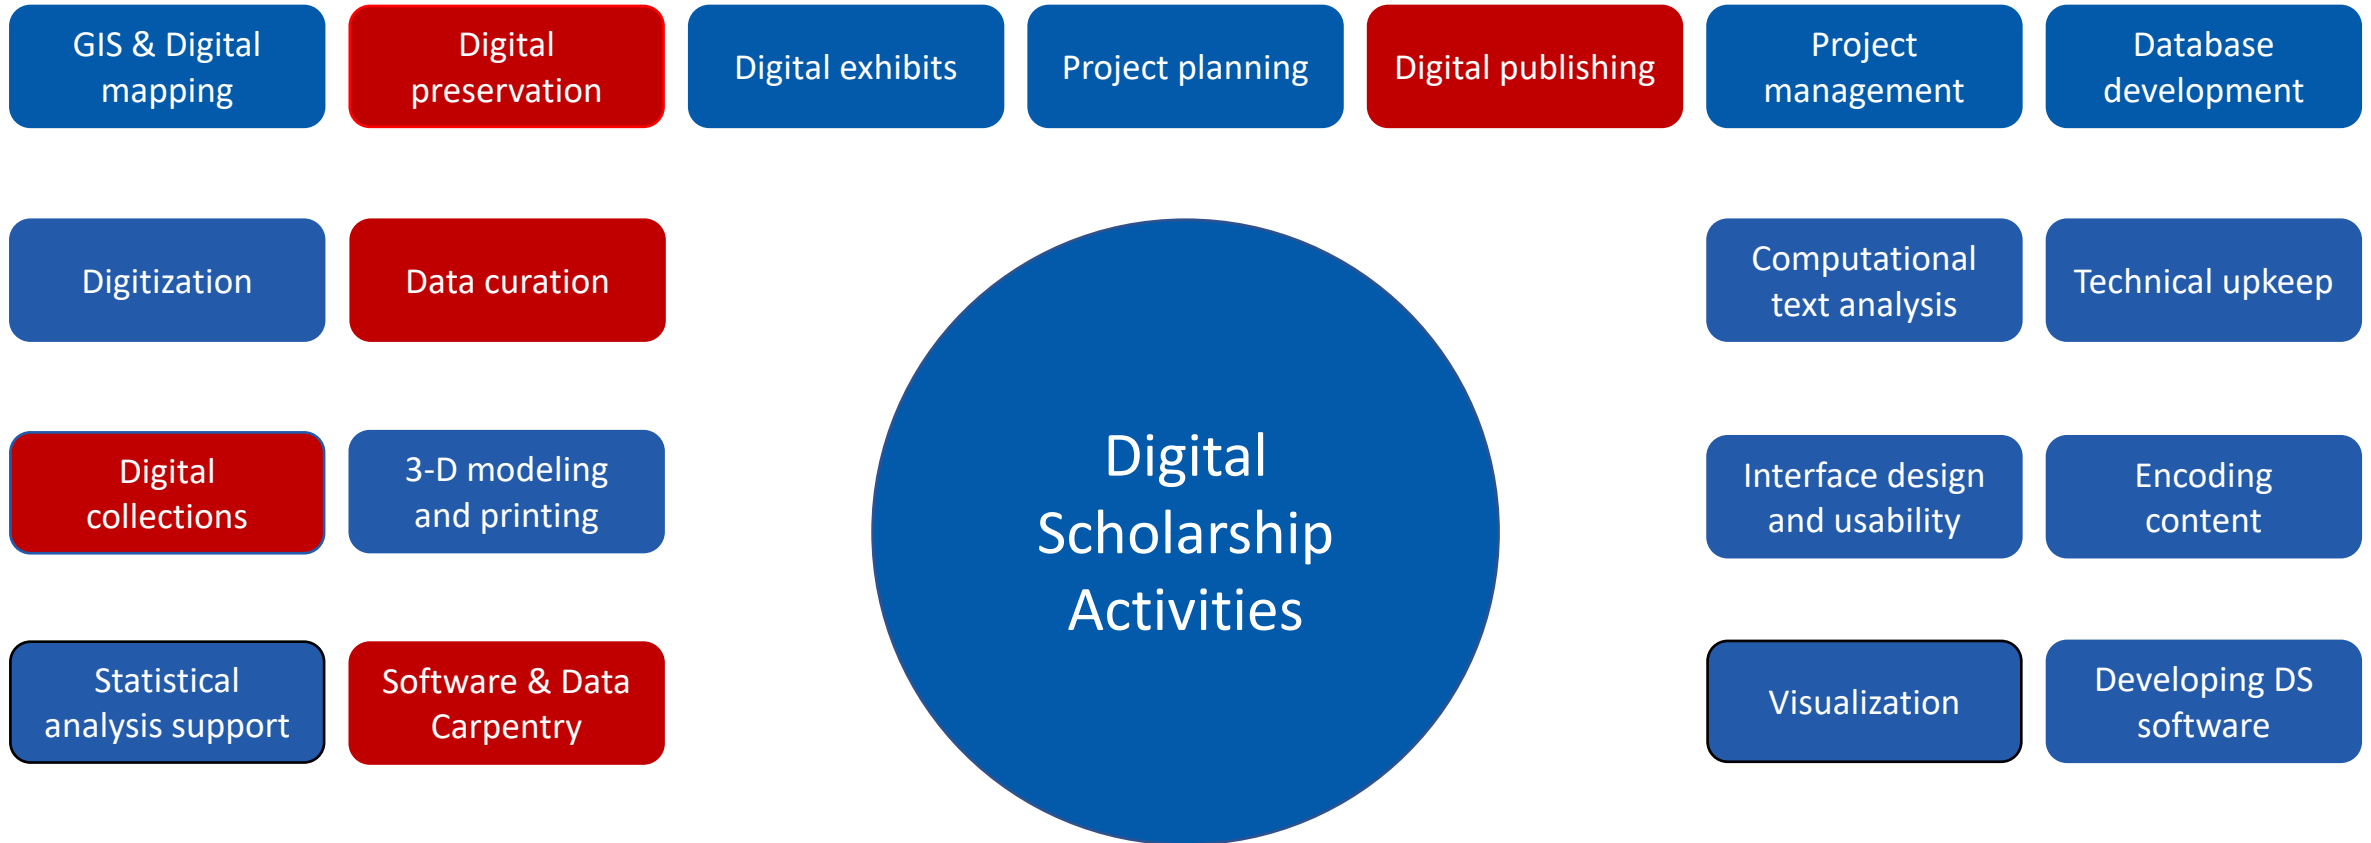 GIS & Digital
mapping
Digital
preservation
Digital exhibits
Project planning
Digital publishing
Project
management
Database
development
Digitization
Data curation
Computational
text analysis
Technical upkeep
Digital
collections
3-D modeling
and printing
Digital
Scholarship
Activities
Interface design
and usability
Encoding
content
Statistical
analysis support
Software & Data
Carpentry
Visualization
Developing DS
software